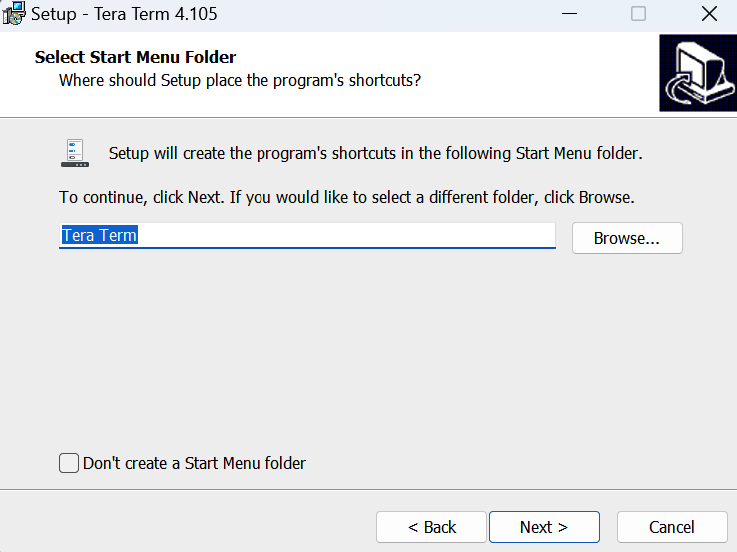 Setup - Tera Term 4.105
Select Start Menu Folder
Where should Setup place the program's shortcuts?
Setup will create the program's shortcuts in the following Start Menu folder.
To continue, click Next. If you would like to select a different folder, click Browse.
Tera Term
Browse...
Don't create a Start Menu folder
< Back
Next >
Cancel